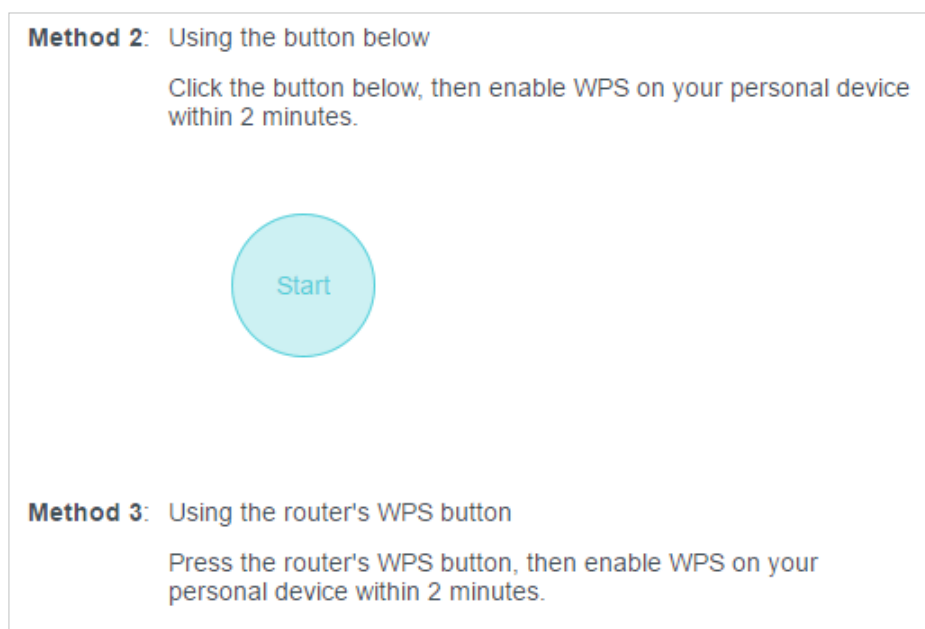 Method 2: Using the button below
Click the button below, then enable WPS on your personal device
within 2 minutes.
Start
Method 3: Using the router's WPS button
Press the router's WPS button, then enable WPS on your
personal device within 2 minutes.